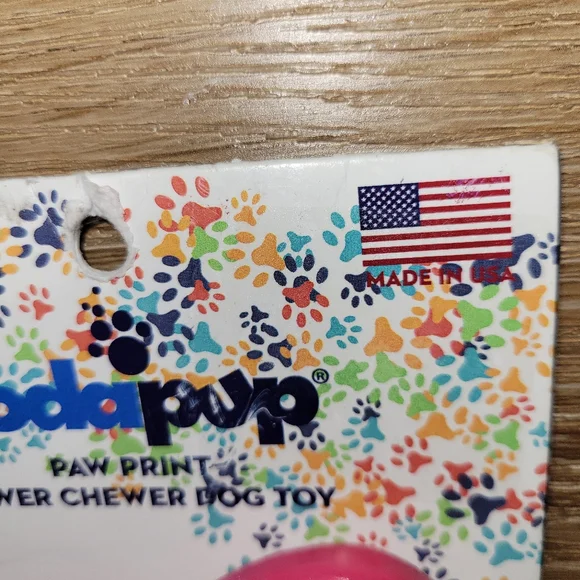 MADE IN USA
odapup®
PAW PRINT
WER CHEWER DOG TOY